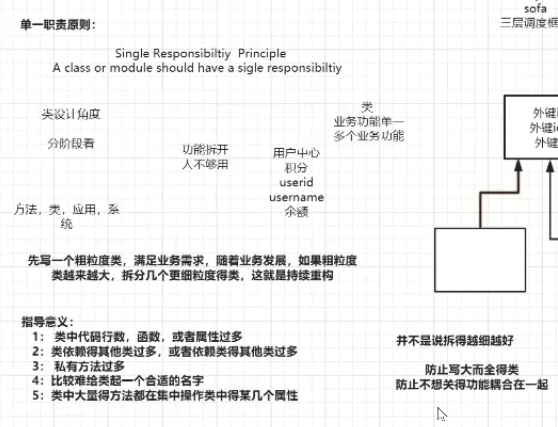 sofa
三层调度框
单一职责原则：
Single Responsibiltiy Principle
A class or module should have a sigle responsibiltiy
类
业务功能单一
多个业务功能
外键i
外键i
外键
类设计角度
分阶段看
功能拆开
人不够用
用户中心
积分
userid
username
余额
方法，类，应用，系
统
先写一个粗粒度类，满足业务需求，随着业务发展，如果粗粒度
类越来越大，拆分几个更细粒度得类，这就是持续重构
指导意义：
1： 类中代码行数，函数，或者属性过多
2：类依赖得其他类过多，或者依赖类得其他类过多
3： 私有方法过多
4：比较难给类起一个合适的名字
5：类中大量得方法都在集中操作类中得某几个属性
并不是说拆得越细越好
防止写大而全得类
防止不想关得功能耦合在一起